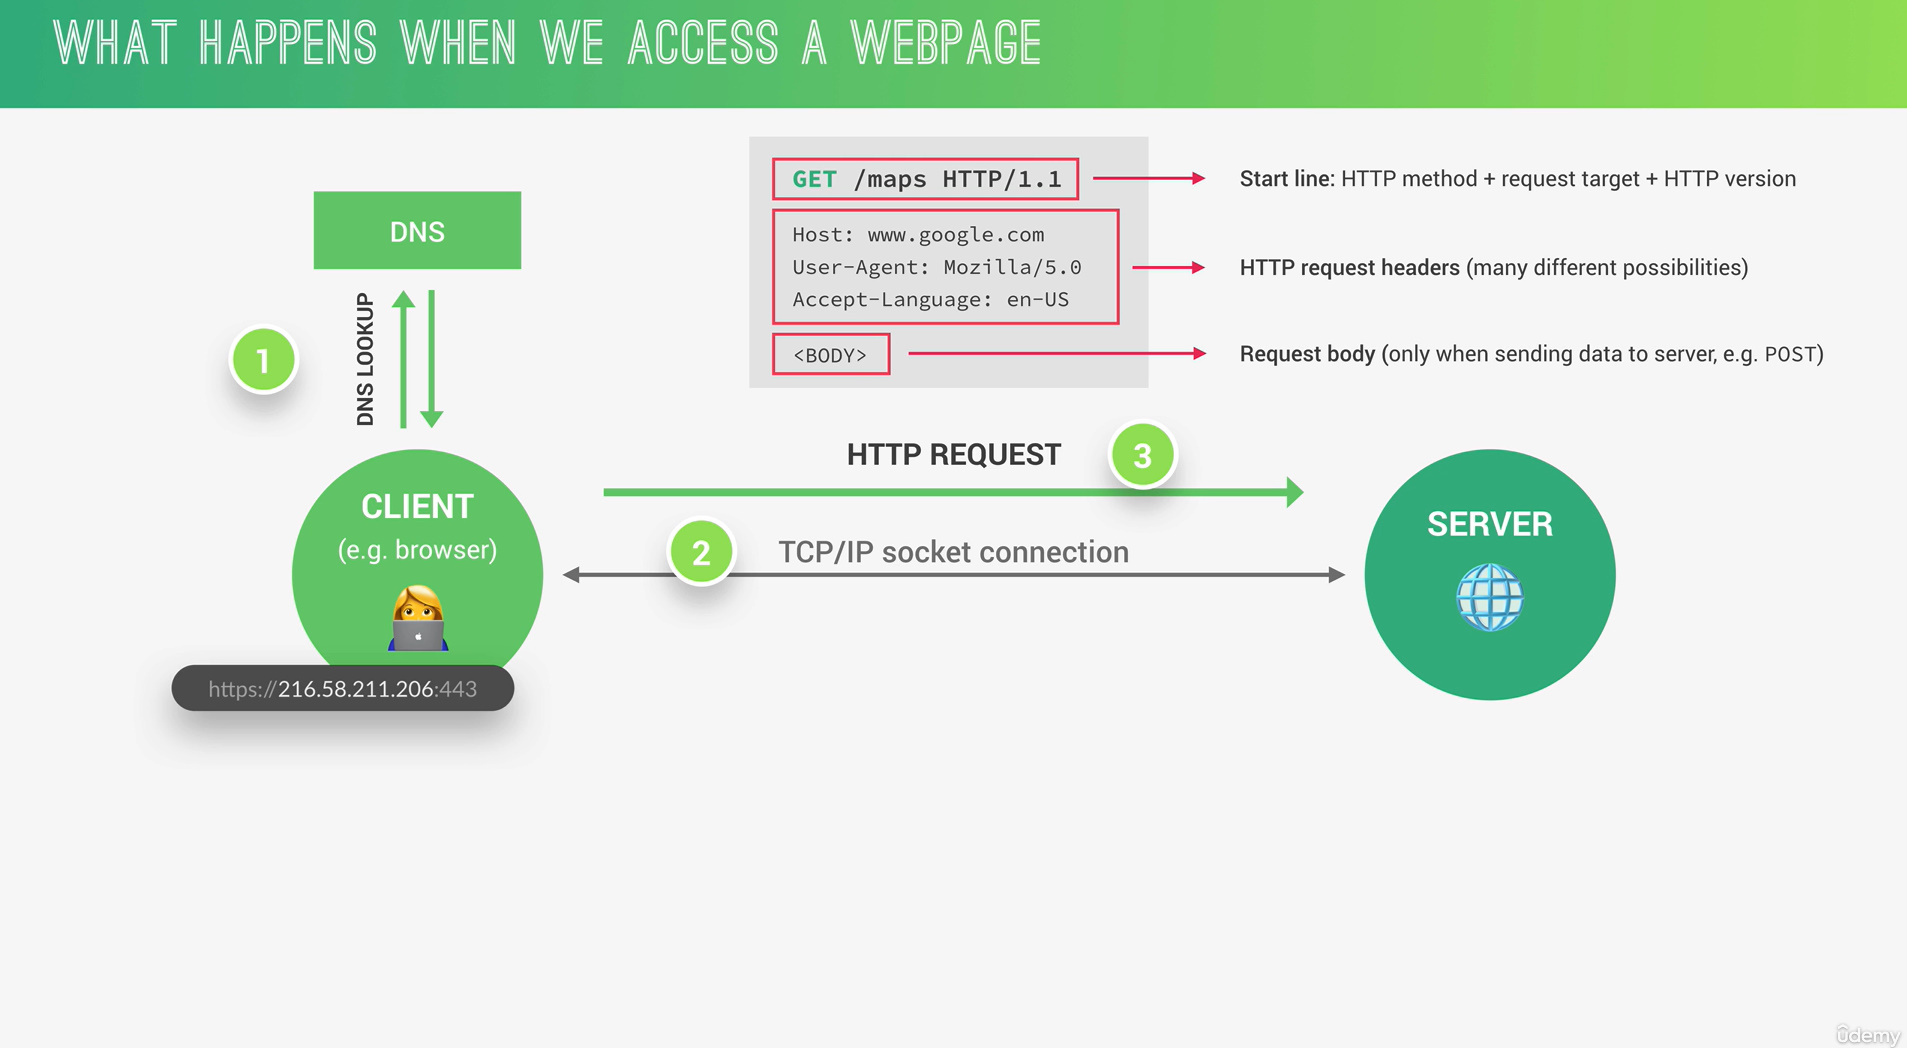 WHAT HAPPENS WHEN WE ACCESS A WEBPAGE
GET /maps HTTP/1.1
Start line: HTTP method + request target + HTTP version
Host: www.google.com
User-Agent: Mozilla/5.0
Accept-Language: en-US
HTTP request headers (many different possibilities)
<BODY>
Request body (only when sending data to server, e.g. POST)
DNS
1
DNS LOOKUP
HTTP REQUEST
3
CLIENT
(e.g. browser)
2
TCP/IP socket connection
SERVER
https://216.58.211.206:443
ûdemy